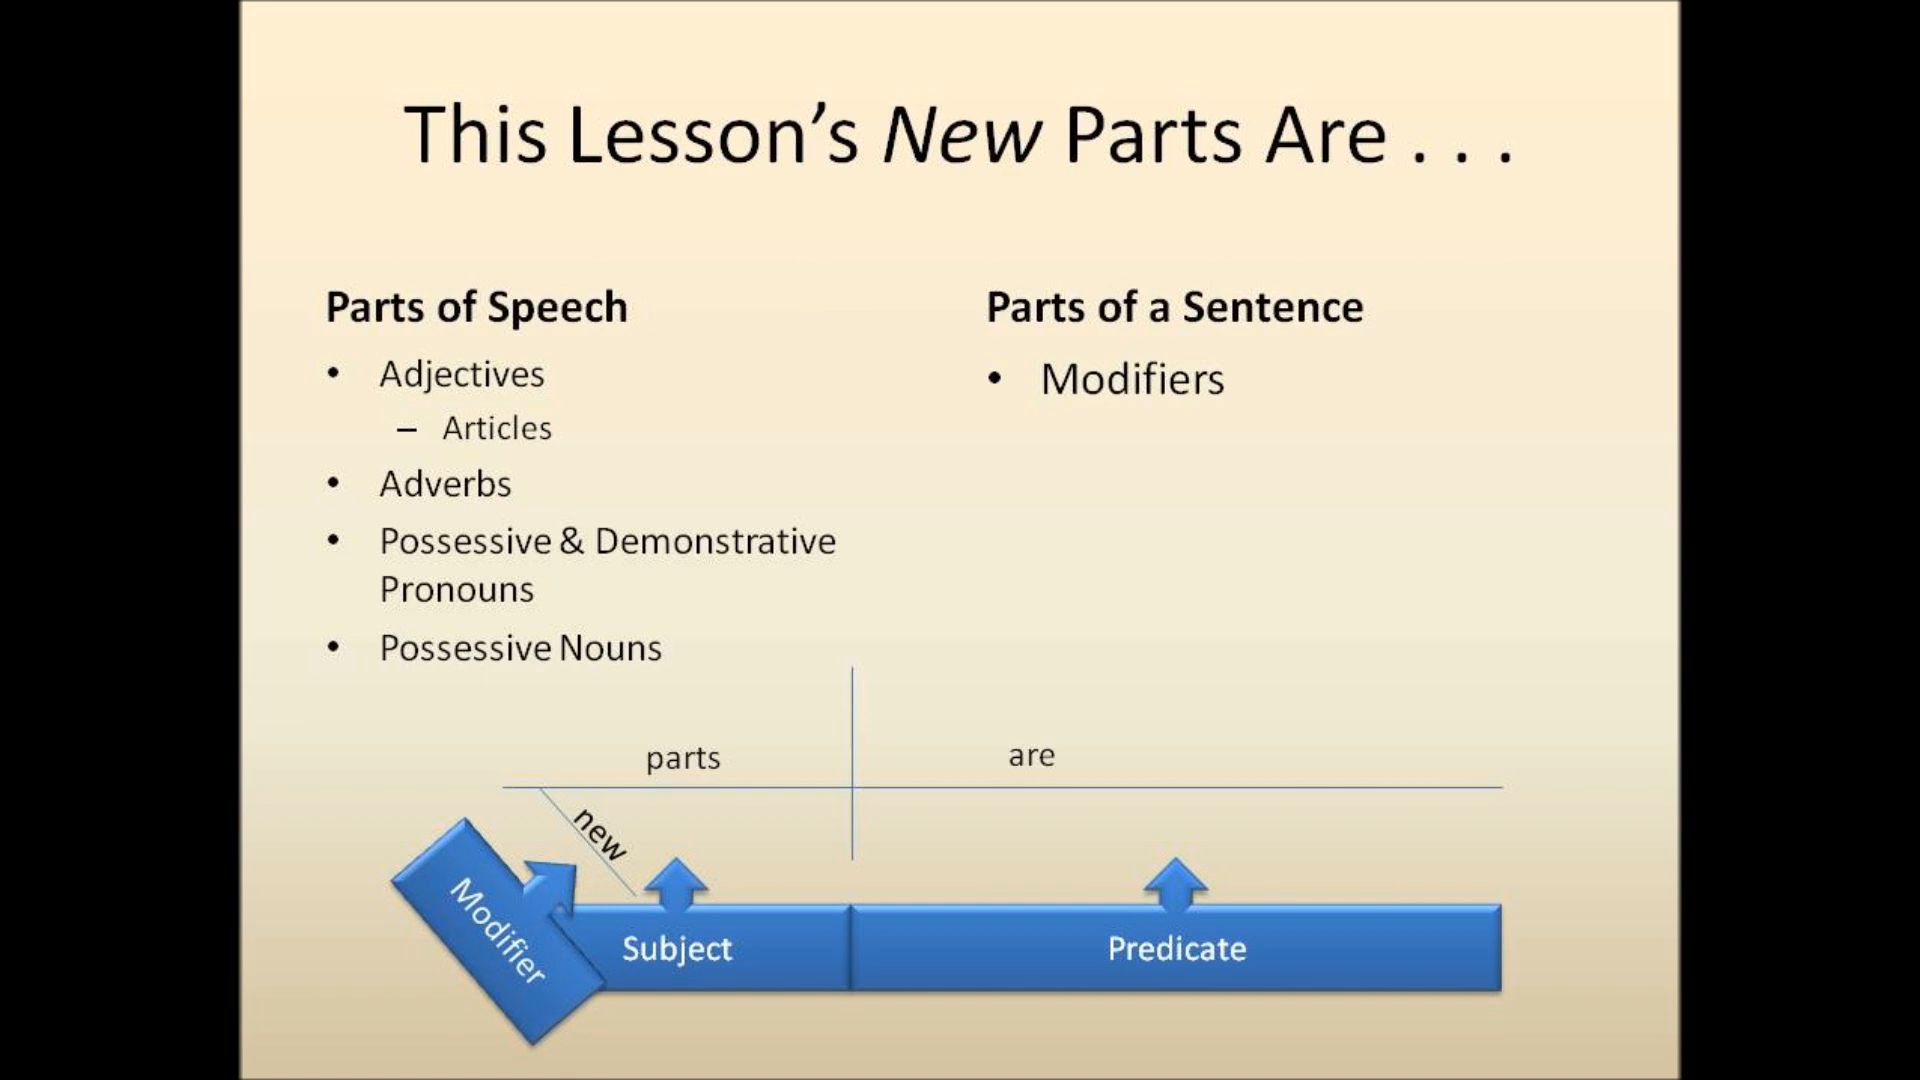 This Lesson’s New Parts Are . . .
Parts of Speech
• Adjectives
– Articles
• Adverbs
• Possessive & Demonstrative
Pronouns
• Possessive Nouns
Parts of a Sentence
• Modifiers
parts
are
new
Modifier
Subject
Predicate